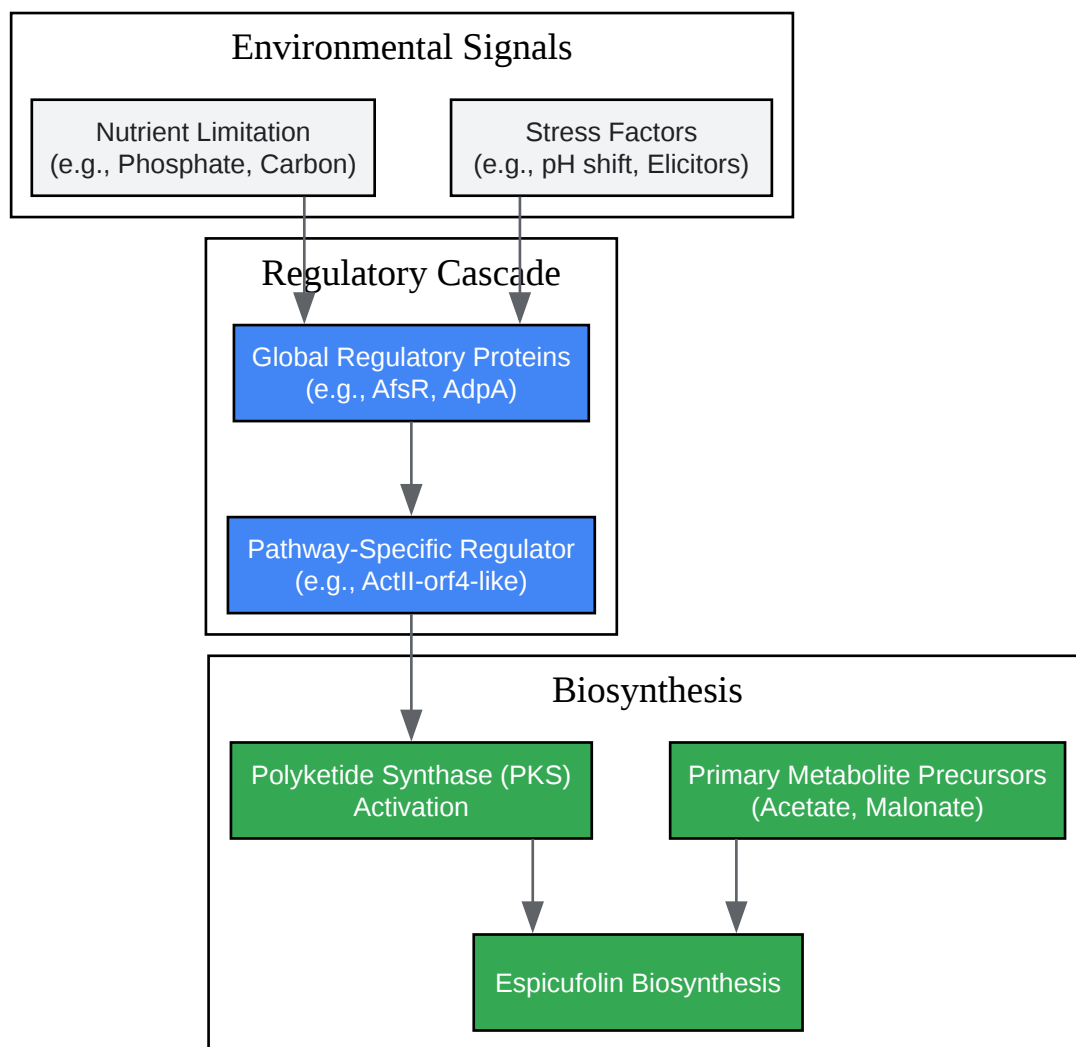 Environmental Signals
Nutrient Limitation
(e.g., Phosphate, Carbon)
Stress Factors
(e.g., pH shift, Elicitors)
Regulatory Cascade
Global Regulatory Proteins
(e.g., AfsR, AdpA)
Pathway-Specific Regulator
(e.g., ActII-orf4-like)
Biosynthesis
Polyketide Synthase (PKS)
Activation
Primary Metabolite Precursors
(Acetate, Malonate)
Espicufolin Biosynthesis